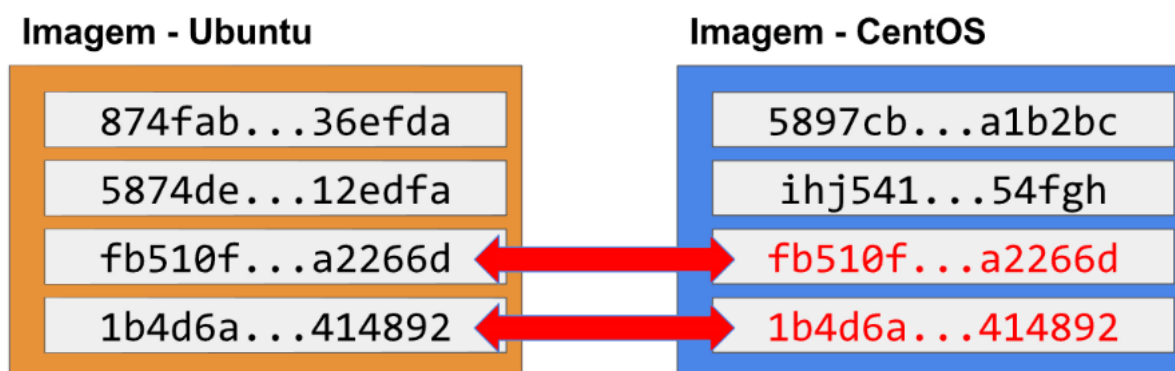 Imagem - Ubuntu
874fab...36efda
5874de...12edfa
fb510f...a2266d
1b4d6a...414892
Imagem - CentOS
5897cb...a1b2bc
ihj541...54fgh
fb510f...a2266d
1b4d6a...414892